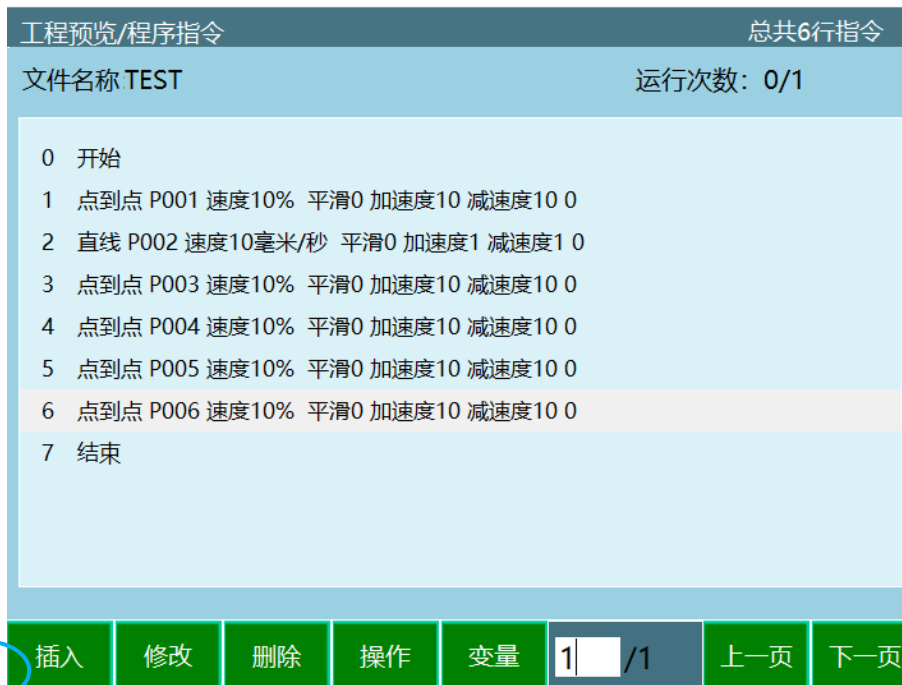 工程预览/程序指令 总共6行指令
文件名称:TEST 运行次数：0/1
0 开始
1 点到点 P001 速度10% 平滑0 加速度10 减速度10 0
2 直线 P002 速度10毫米/秒 平滑0 加速度1 减速度1 0
3 点到点 P003 速度10% 平滑0 加速度10 减速度10 0
4 点到点 P004 速度10% 平滑0 加速度10 减速度10 0
5 点到点 P005 速度10% 平滑0 加速度10 减速度10 0
6 点到点 P006 速度10% 平滑0 加速度10 减速度10 0
7 结束
插入 修改 删除 操作 变量 1 /1 上一页 下一页